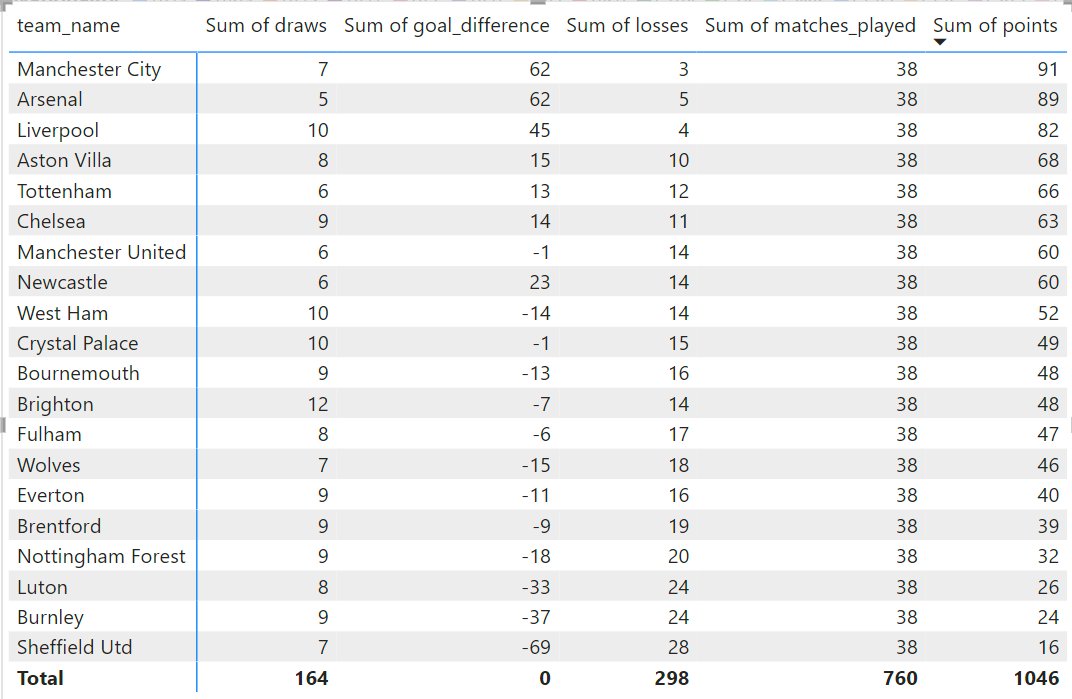 team_name Sum of draws Sum of goal_difference Sum of losses Sum of matches_played Sum of points
Manchester City 7 62 3 38 91
Arsenal 5 62 5 38 89
Liverpool 10 45 4 38 82
Aston Villa 8 15 10 38 68
Tottenham 6 13 12 38 66
Chelsea 9 14 11 38 63
Manchester United 6 -1 14 38 60
Newcastle 6 23 14 38 60
West Ham 10 -14 14 38 52
Crystal Palace 10 -1 15 38 49
Bournemouth 9 -13 16 38 48
Brighton 12 -7 14 38 48
Fulham 8 -6 17 38 47
Wolves 7 -15 18 38 46
Everton 9 -11 16 38 40
Brentford 9 -9 19 38 39
Nottingham Forest 9 -18 20 38 32
Luton 8 -33 24 38 26
Burnley 9 -37 24 38 24
Sheffield Utd 7 -69 28 38 16
Total 164 0 298 760 1046